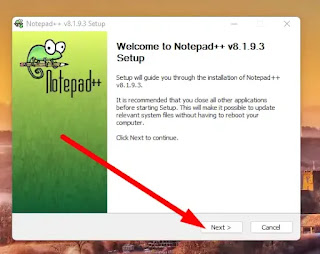 Notepad++ v8.1.9.3 Setup
Welcome to Notepad++ v8.1.9.3
Setup
Setup will guide you through the installation of Notepad++
v8.1.9.3.
It is recommended that you close all other applications
before starting Setup. This will make it possible to update
relevant system files without having to reboot your
computer.
Click Next to continue.
Notepad++
Next >
Cancel